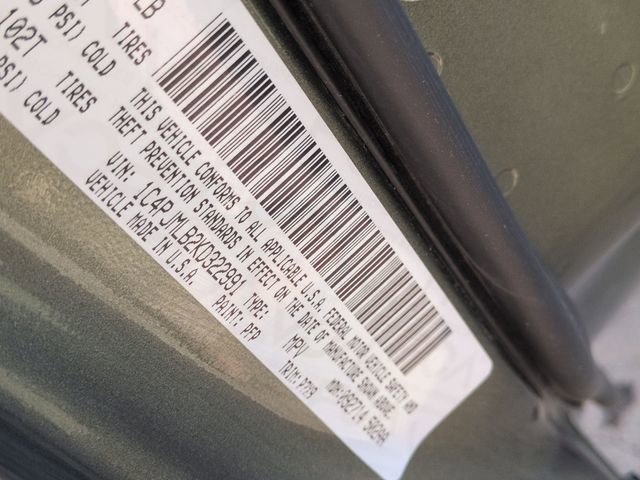 LB
PSI) COLD
102T TIRES
PSI) COLD
TIRES
THIS VEHICLE CONFORMS TO ALL APPLICABLE U.S.A. FEDERAL MOTOR VEHICLE SAFETY AND
THEFT PREVENTION STANDARDS IN EFFECT ON THE DATE OF MANUFACTURE SHOWN ABOVE.
VIN: 1C4PJMLB2KD322991 TYPE: MPV
VEHICLE MADE IN U.S.A. PAINT: PFP